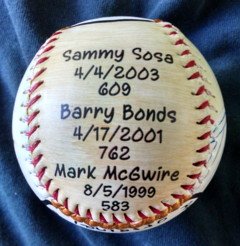 Sammy Sosa
4/4/2003
609
Barry Bonds
4/17/2001
762
Mark McGwire
8/5/1999
583